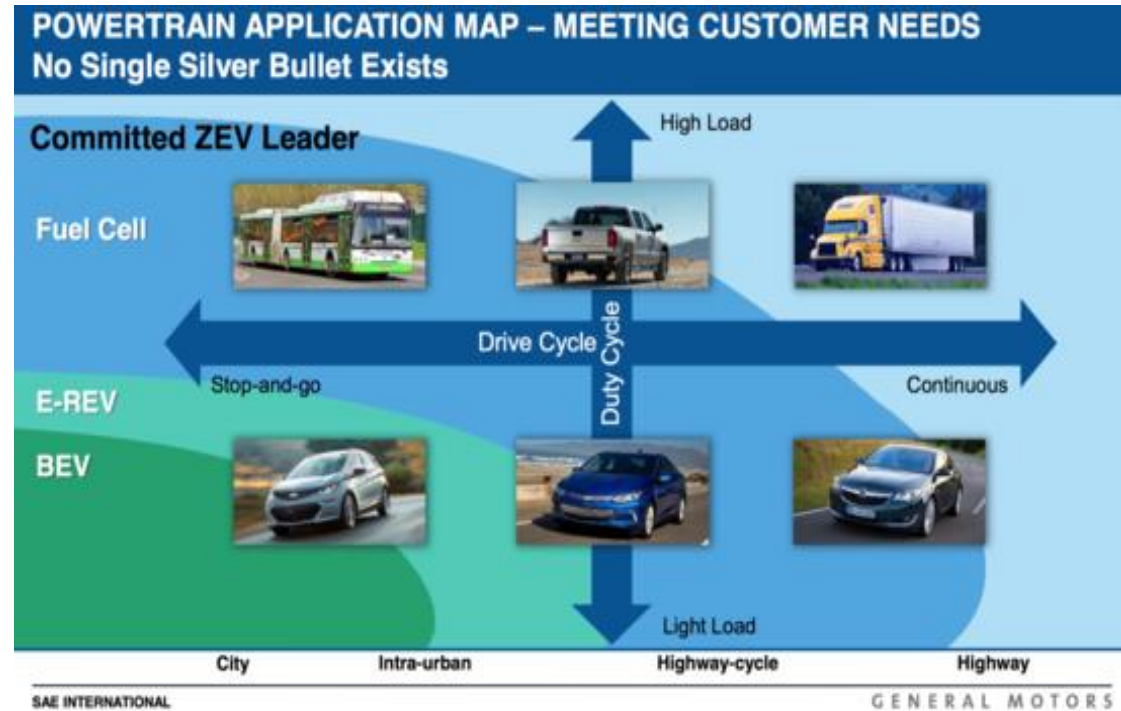 POWERTRAIN APPLICATION MAP – MEETING CUSTOMER NEEDS
No Single Silver Bullet Exists
Committed ZEV Leader
High Load
Fuel Cell
Drive Cycle
Duty Cycle
Stop-and-go
Continuous
E-REV
BEV
Light Load
City
Intra-urban
Highway-cycle
Highway
SAE INTERNATIONAL
GENERAL MOTORS